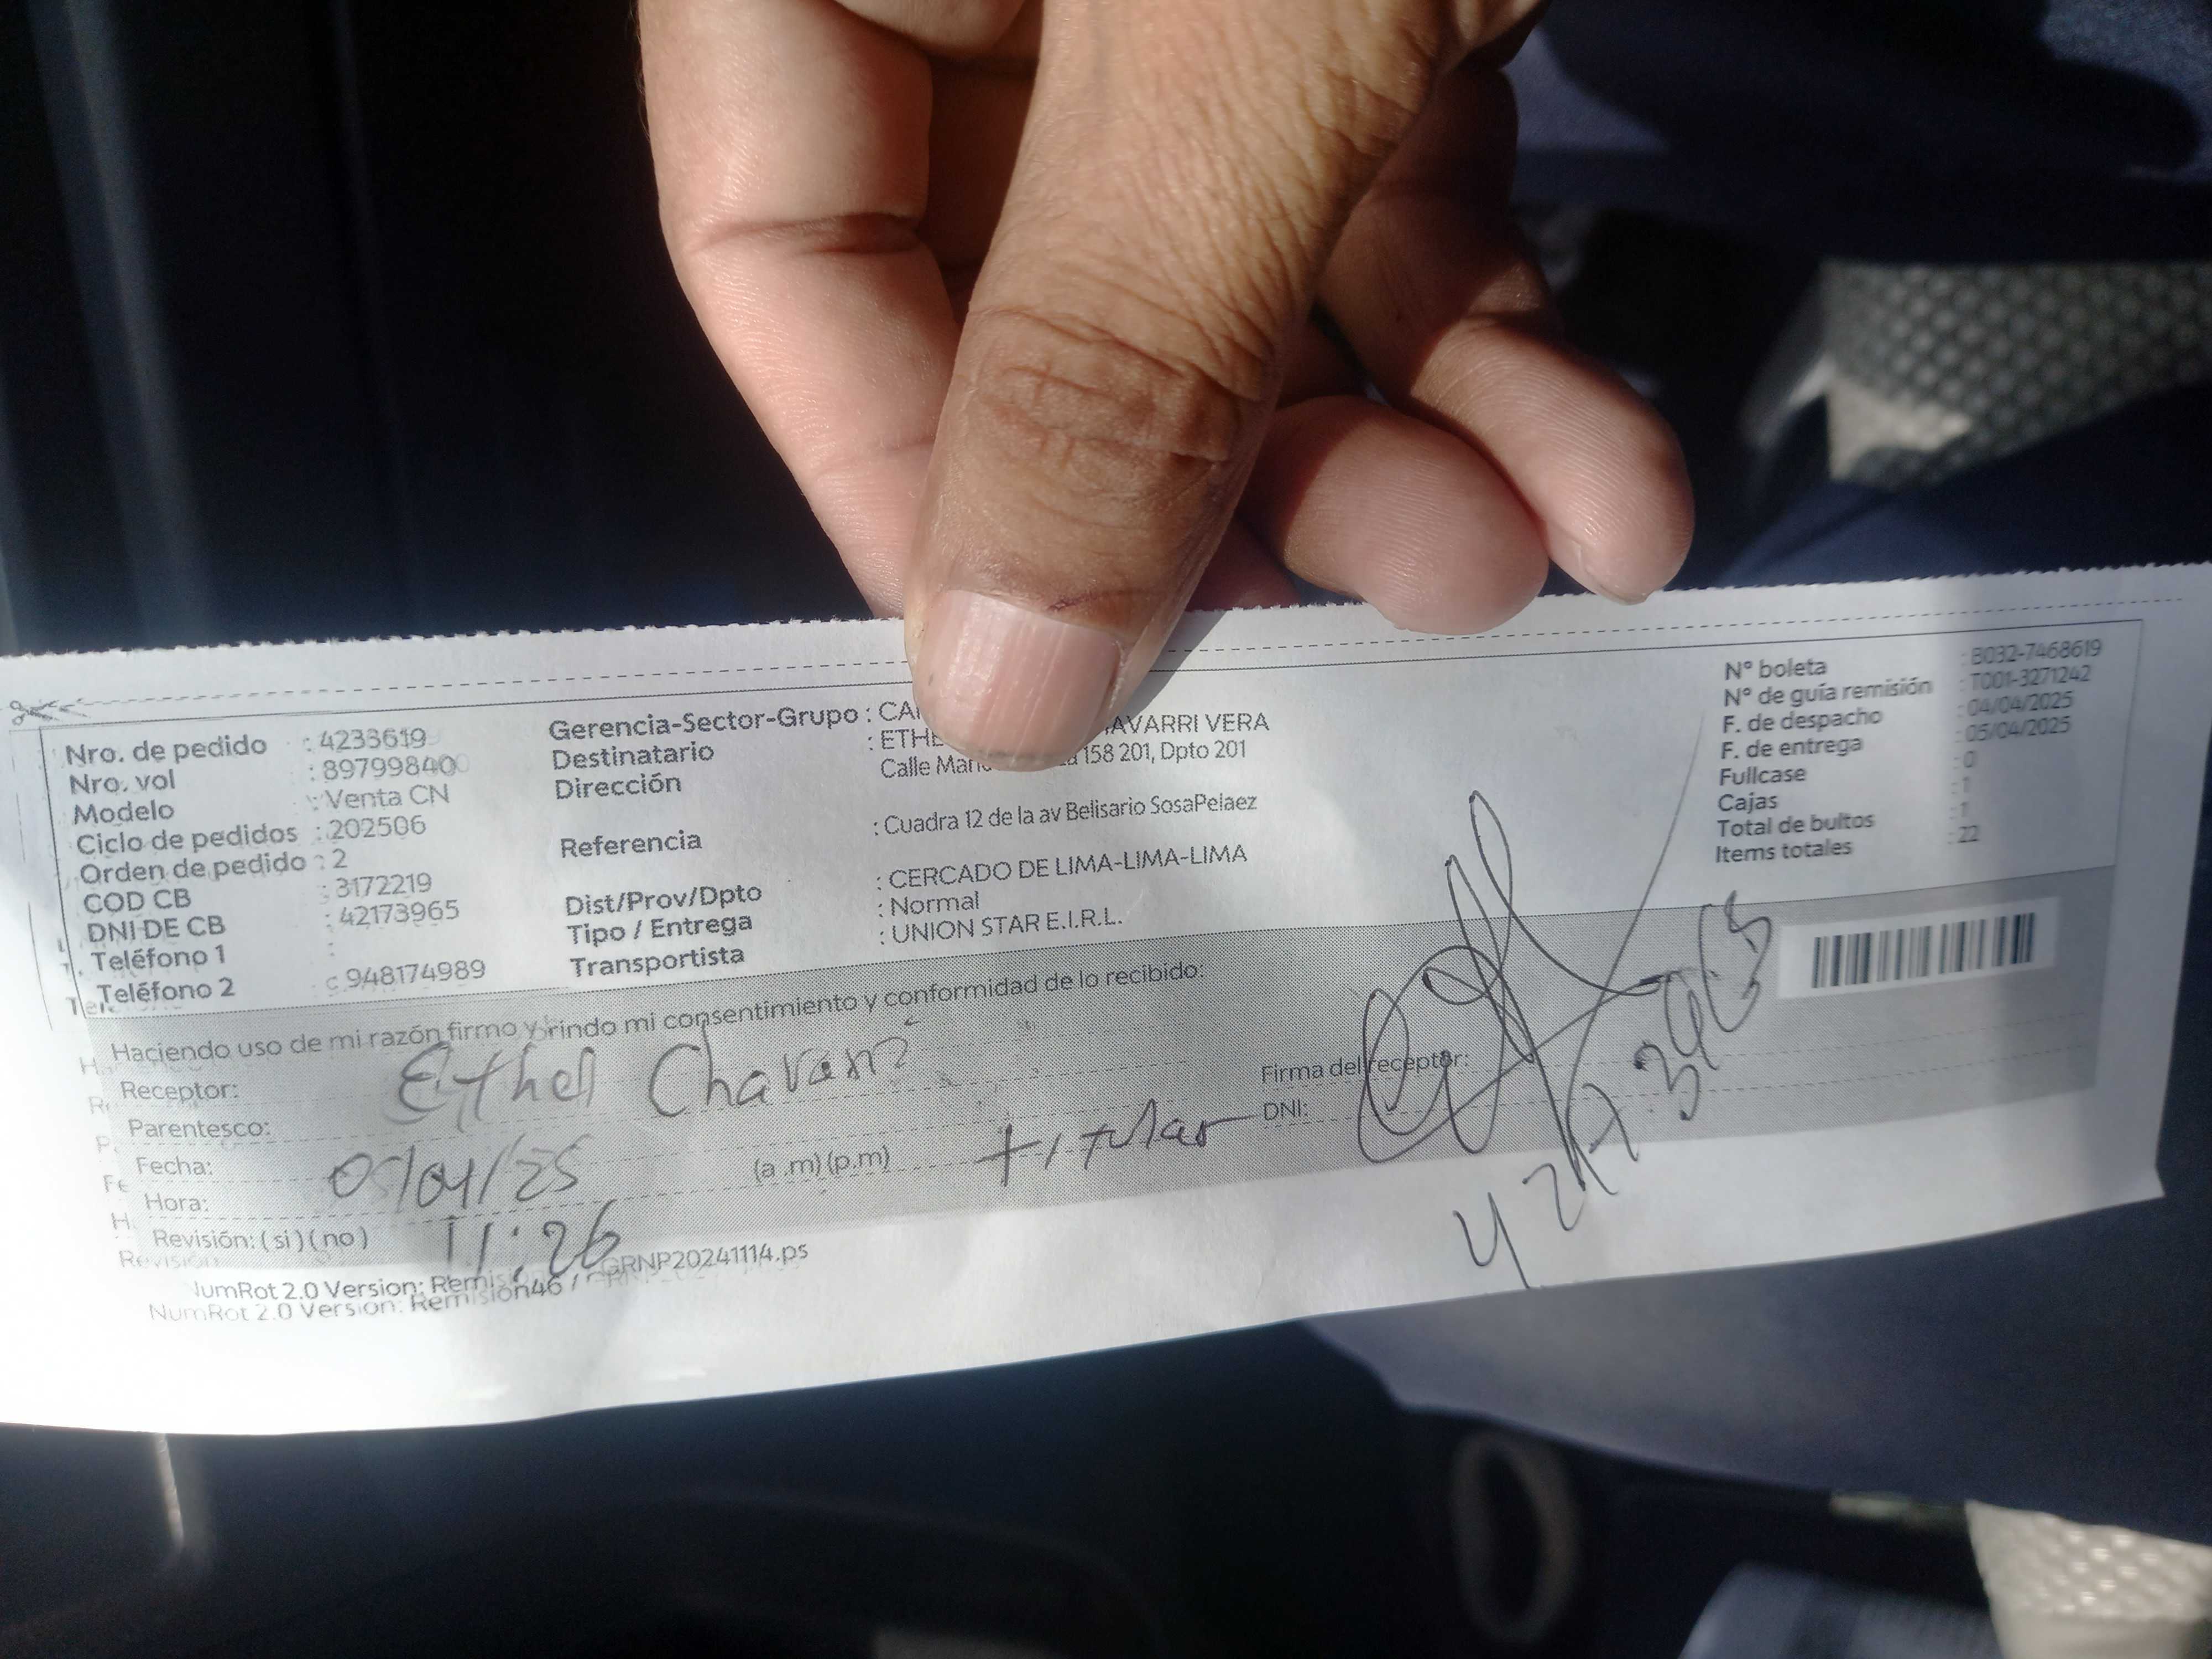 Nro. de pedido : 4233619
Nro. vol : 897998400
Modelo : Venta CN
Ciclo de pedidos : 202506
Orden de pedido : 2
COD CB : 3172219
DNI DE CB : 42173965
Teléfono 1 :
Teléfono 2 : 948174989
Gerencia-Sector-Grupo : CA
Destinatario : ETHE AVARRI VERA
Dirección Calle 158 201, Dpto 201
Referencia : Cuadra 12 de la av Belisario SosaPelaez
Dist/Prov/Dpto : CERCADO DE LIMA-LIMA-LIMA
Tipo / Entrega : Normal
Transportista : UNION STAR E.I.R.L.
N° boleta : B032-7468619
N° de guía remisión : T001-3271242
F. de despacho : 04/04/2025
F. de entrega : 05/04/2025
Fullcase : 0
Cajas : 1
Total de bultos : 1
Items totales : 22
Haciendo uso de mi razón firmo y brindo mi consentimiento y conformidad de lo recibido:
Receptor: Ethel
Parentesco: titular
Fecha: 05/04/25
Hora: 11:26 (a .m) (p.m)
Revisión: ( si ) ( no )
Firma del receptor:
DNI: 42173965
NumRot 2.0 Version: Remision46 / GRNP20241114.ps